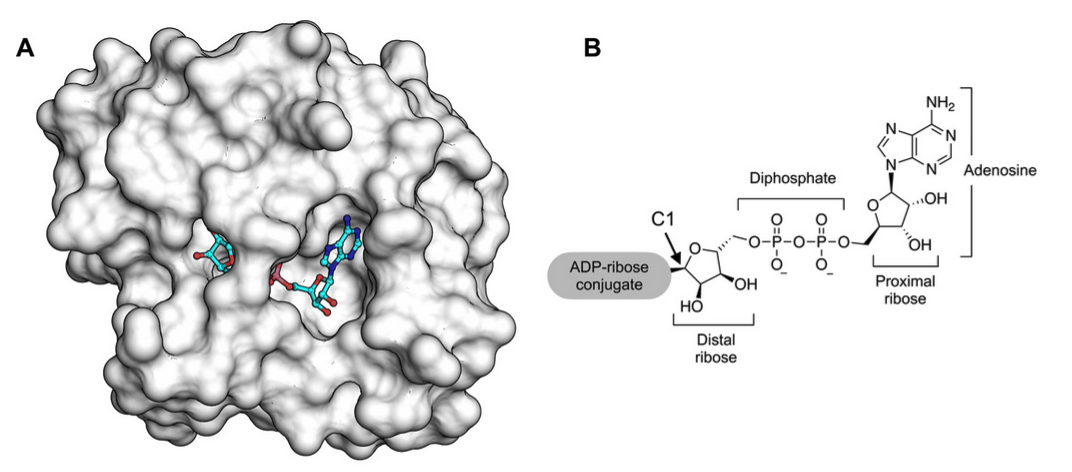 A
B
NH₂
N
N
N
N
Adenosine
O
OH
OH
Diphosphate
C1
O
O
O
P
O
P
O
O
O
-
-
ADP-ribose
conjugate
O
OH
HO
Proximal
ribose
Distal
ribose